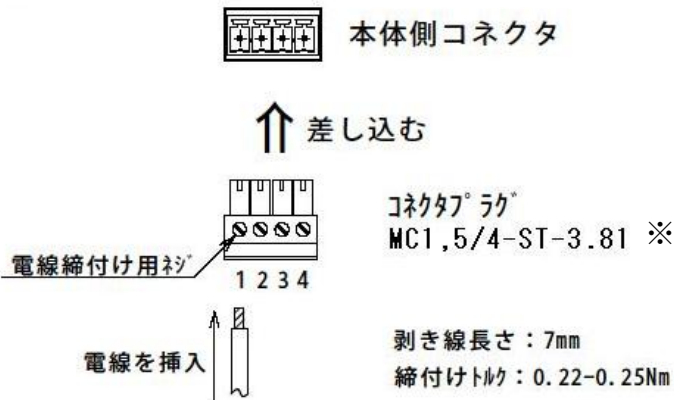 本体側コネクタ
差し込む
コネクタプラグ
MC1,5/4-ST-3.81 ※
電線締付け用ネジ
1 2 3 4
電線を挿入
剥き線長さ：7mm
締付けトルク：0.22-0.25Nm